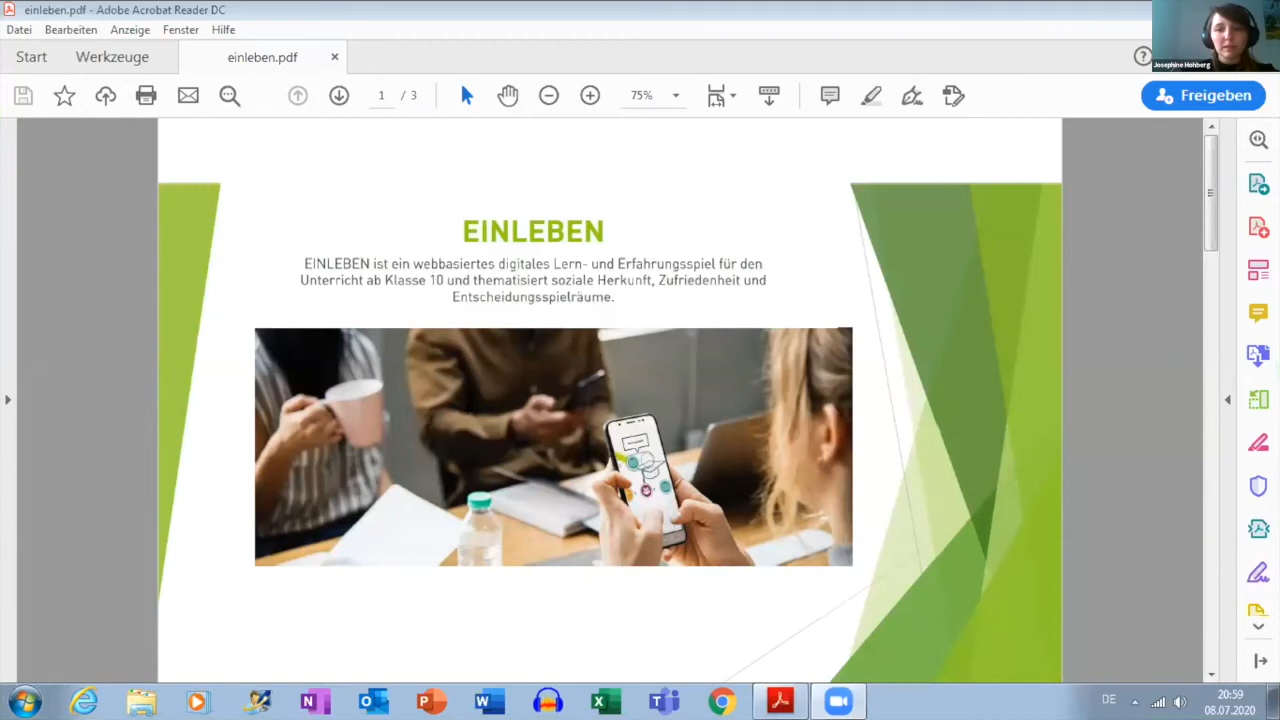 einleben.pdf - Adobe Acrobat Reader DC
Datei Bearbeiten Anzeige Fenster Hilfe
Start Werkzeuge einleben.pdf ×
1 / 3 75% Freigeben
Josephine Hohberg
EINLEBEN
EINLEBEN ist ein webbasiertes digitales Lern- und Erfahrungsspiel für den
Unterricht ab Klasse 10 und thematisiert soziale Herkunft, Zufriedenheit und
Entscheidungsspielräume.
DE 20:59
08.07.2020